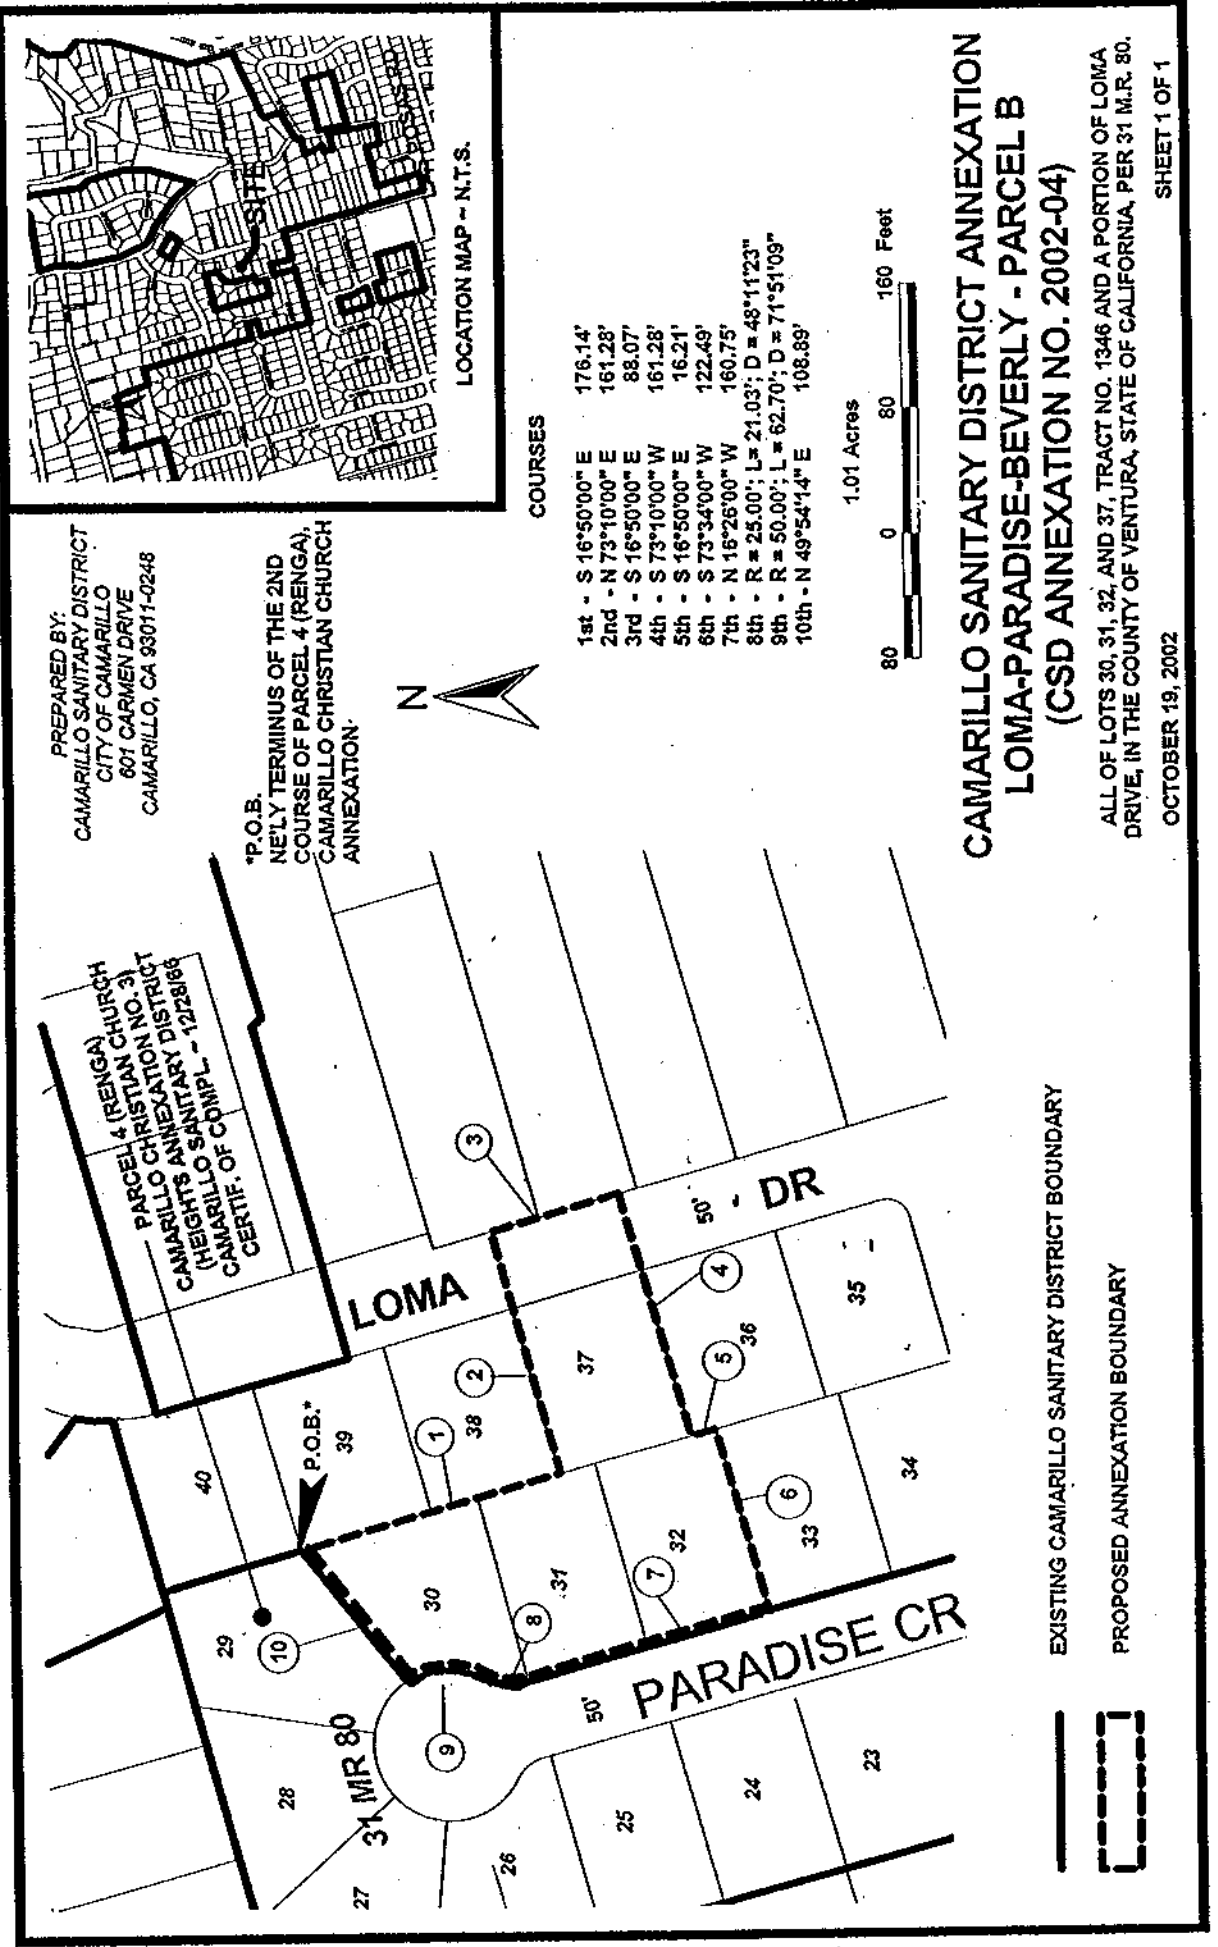 PREPARED BY:
CAMARILLO SANITARY DISTRICT
CITY OF CAMARILLO
601 CARMEN DRIVE
CAMARILLO, CA 93011-0248
SITE
LOCATION MAP ~ N.T.S.
PARCEL 4 (RENGA)
PARCEL CHRISTIAN CHURCH
CAMARILLO ANNEXATION NO. 3)
CAMARILLO SANITARY DISTRICT
(HEIGHTS ANNEX
CERTIF. OF COMPL. ~ 12/28/66
*P.O.B.
NE'LY TERMINUS OF THE 2ND
COURSE OF PARCEL 4 (RENGA),
CAMARILLO CHRISTIAN CHURCH
ANNEXATION.
N
COURSES
1st - S 16°50'00" E 176.14'
2nd - N 73°10'00" E 161.28'
3rd - S 16°50'00" E 88.07'
4th - S 73°10'00" W 161.28'
5th - S 16°50'00" E 16.21'
6th - S 73°34'00" W 122.49'
7th - N 16°26'00" W 160.75'
8th - R = 25.00'; L = 21.03'; D = 48°11'23"
9th - R = 50.00'; L = 62.70'; D = 71°51'09"
10th - N 49°54'14" E 108.89'
1.01 Acres
80 0 80 160 Feet
P.O.B.*
LOMA
DR
50'
PARADISE CR
50'
31 MR 80
40
39
38
37
36
35
34
33
32
31
30
29
28
27
26
25
24
23
1
2
3
4
5
6
7
8
9
10
CAMARILLO SANITARY DISTRICT ANNEXATION
LOMA-PARADISE-BEVERLY - PARCEL B
(CSD ANNEXATION NO. 2002-04)
ALL OF LOTS 30, 31, 32, AND 37, TRACT NO. 1346 AND A PORTION OF LOMA
DRIVE, IN THE COUNTY OF VENTURA, STATE OF CALIFORNIA, PER 31 M.R. 80.
OCTOBER 19, 2002
SHEET 1 OF 1
EXISTING CAMARILLO SANITARY DISTRICT BOUNDARY
PROPOSED ANNEXATION BOUNDARY